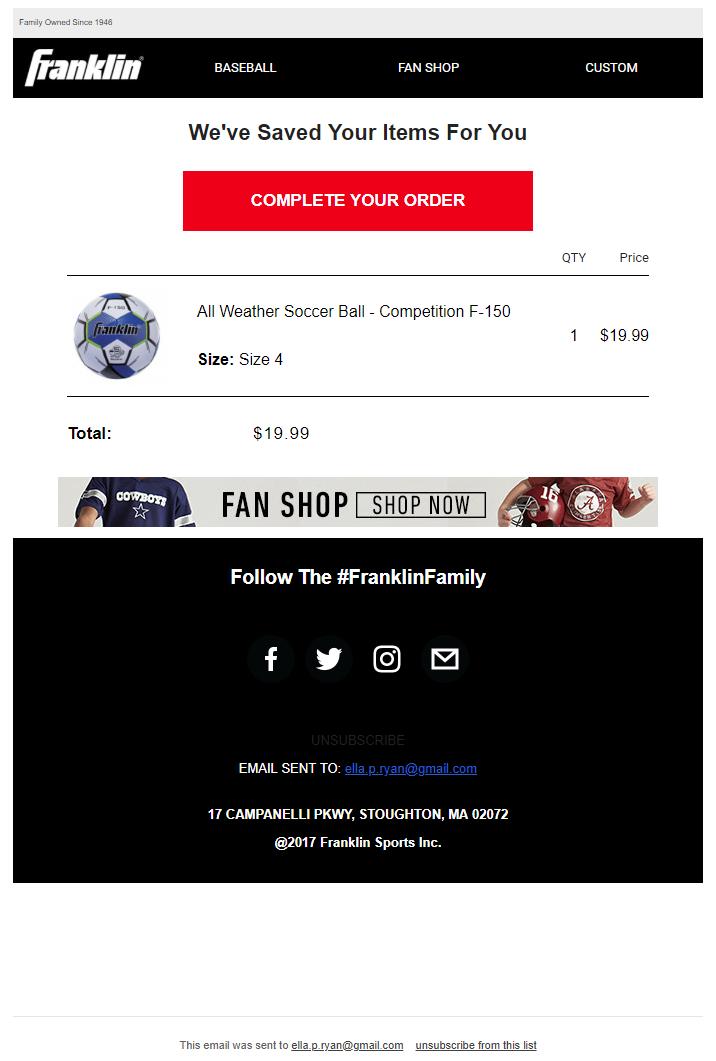 Family Owned Since 1946
Franklin
BASEBALL FAN SHOP CUSTOM
We've Saved Your Items For You
COMPLETE YOUR ORDER
QTY Price
F-150
Franklin
All Weather Soccer Ball - Competition F-150
1 $19.99
Size: Size 4
Total: $19.99
COWBOYS
FAN SHOP SHOP NOW
16
A
Follow The #FranklinFamily
UNSUBSCRIBE
EMAIL SENT TO: ella.p.ryan@gmail.com
17 CAMPANELLI PKWY, STOUGHTON, MA 02072
@2017 Franklin Sports Inc.
This email was sent to ella.p.ryan@gmail.com unsubscribe from this list